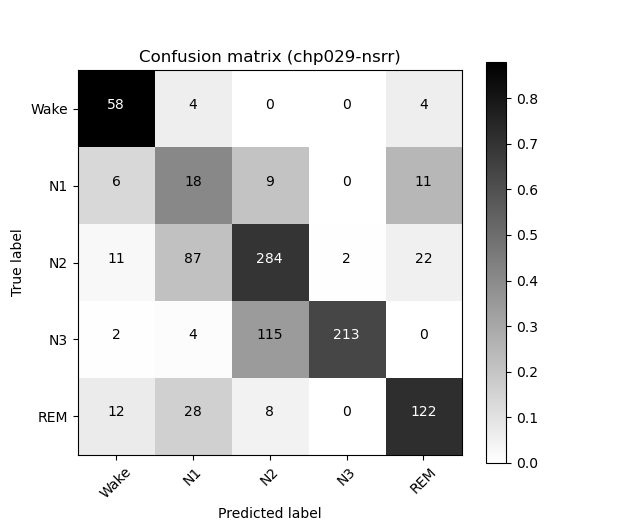 Confusion matrix (chp029-nsrr)
Wake 58 4 0 0 4
N1 6 18 9 0 11
N2 11 87 284 2 22
N3 2 4 115 213 0
REM 12 28 8 0 122
Wake N1 N2 N3 REM
True label
Predicted label
0.8
0.7
0.6
0.5
0.4
0.3
0.2
0.1
0.0